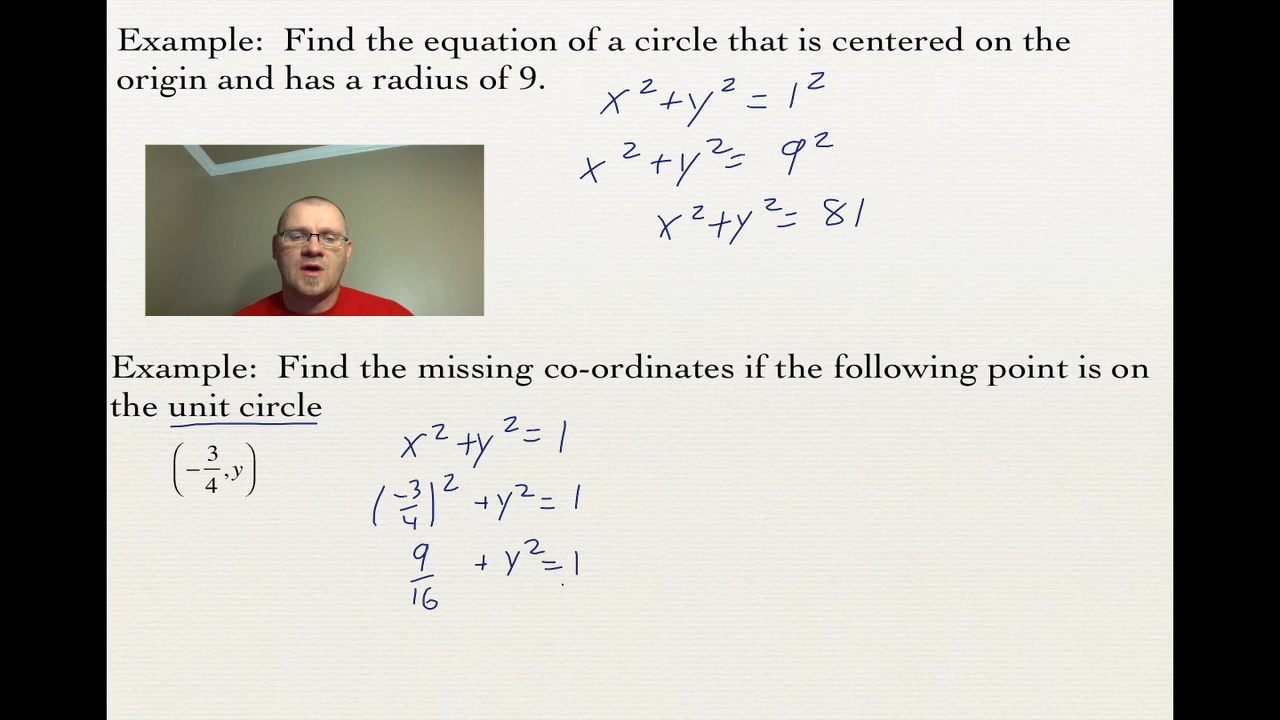 Example: Find the equation of a circle that is centered on the
origin and has a radius of 9.
x² + y² = 1²
x² + y² = 9²
x² + y² = 81
Example: Find the missing co-ordinates if the following point is on
the unit circle
(-3/4, y)
x² + y² = 1
(-3/4)² + y² = 1
9/16 + y² = 1